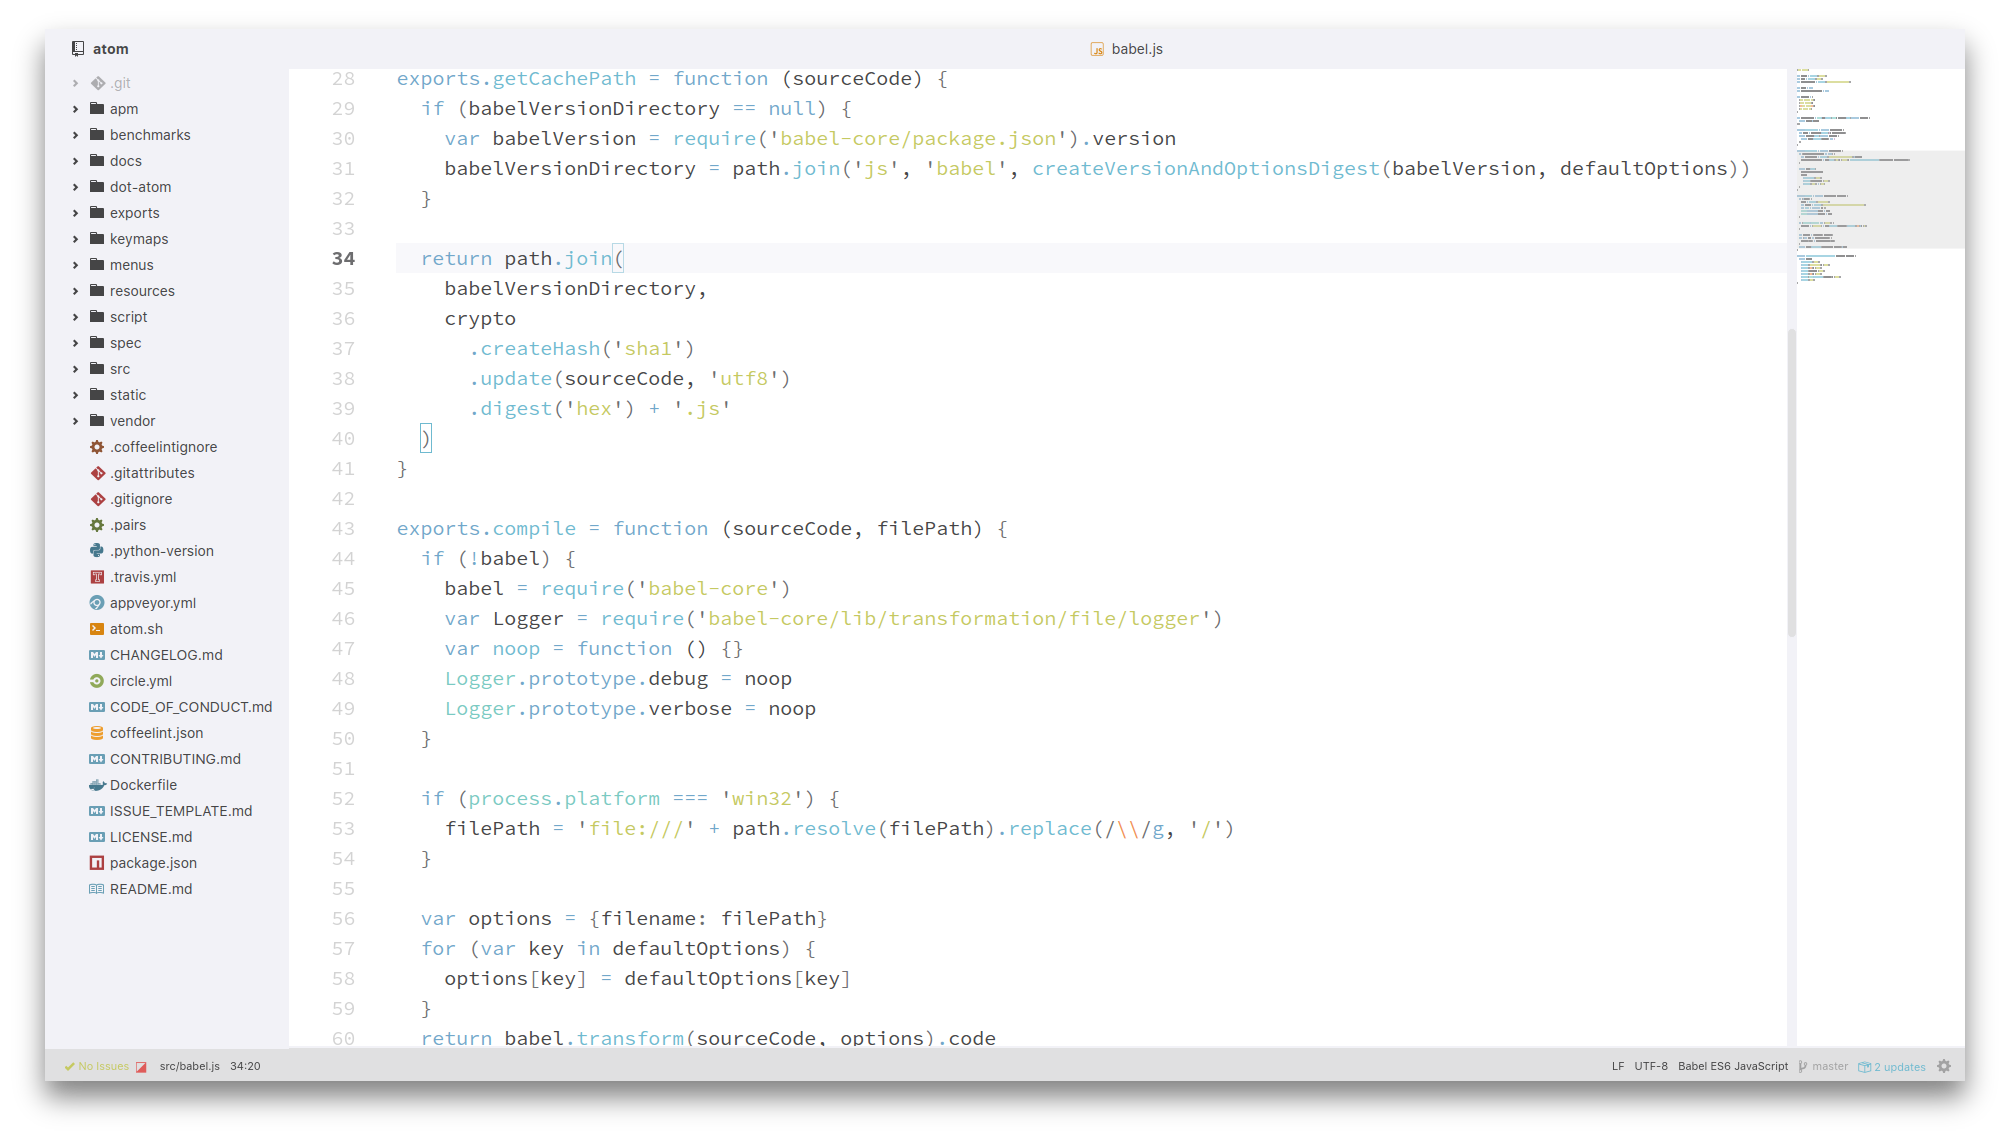 atom
babel.js
.git
apm
benchmarks
docs
dot-atom
exports
keymaps
menus
resources
script
spec
src
static
vendor
.coffeelintignore
.gitattributes
.gitignore
.pairs
.python-version
.travis.yml
appveyor.yml
atom.sh
CHANGELOG.md
circle.yml
CODE_OF_CONDUCT.md
coffeelint.json
CONTRIBUTING.md
Dockerfile
ISSUE_TEMPLATE.md
LICENSE.md
package.json
README.md
28 exports.getCachePath = function (sourceCode) {
29   if (babelVersionDirectory == null) {
30     var babelVersion = require('babel-core/package.json').version
31     babelVersionDirectory = path.join('js', 'babel', createVersionAndOptionsDigest(babelVersion, defaultOptions))
32   }
33
34   return path.join(
35     babelVersionDirectory,
36     crypto
37       .createHash('sha1')
38       .update(sourceCode, 'utf8')
39       .digest('hex') + '.js'
40   )
41 }
42
43 exports.compile = function (sourceCode, filePath) {
44   if (!babel) {
45     babel = require('babel-core')
46     var Logger = require('babel-core/lib/transformation/file/logger')
47     var noop = function () {}
48     Logger.prototype.debug = noop
49     Logger.prototype.verbose = noop
50   }
51
52   if (process.platform === 'win32') {
53     filePath = 'file:///' + path.resolve(filePath).replace(/\\/g, '/')
54   }
55
56   var options = {filename: filePath}
57   for (var key in defaultOptions) {
58     options[key] = defaultOptions[key]
59   }
60   return babel.transform(sourceCode, options).code
No Issues src/babel.js 34:20 LF UTF-8 Babel ES6 JavaScript master 2 updates